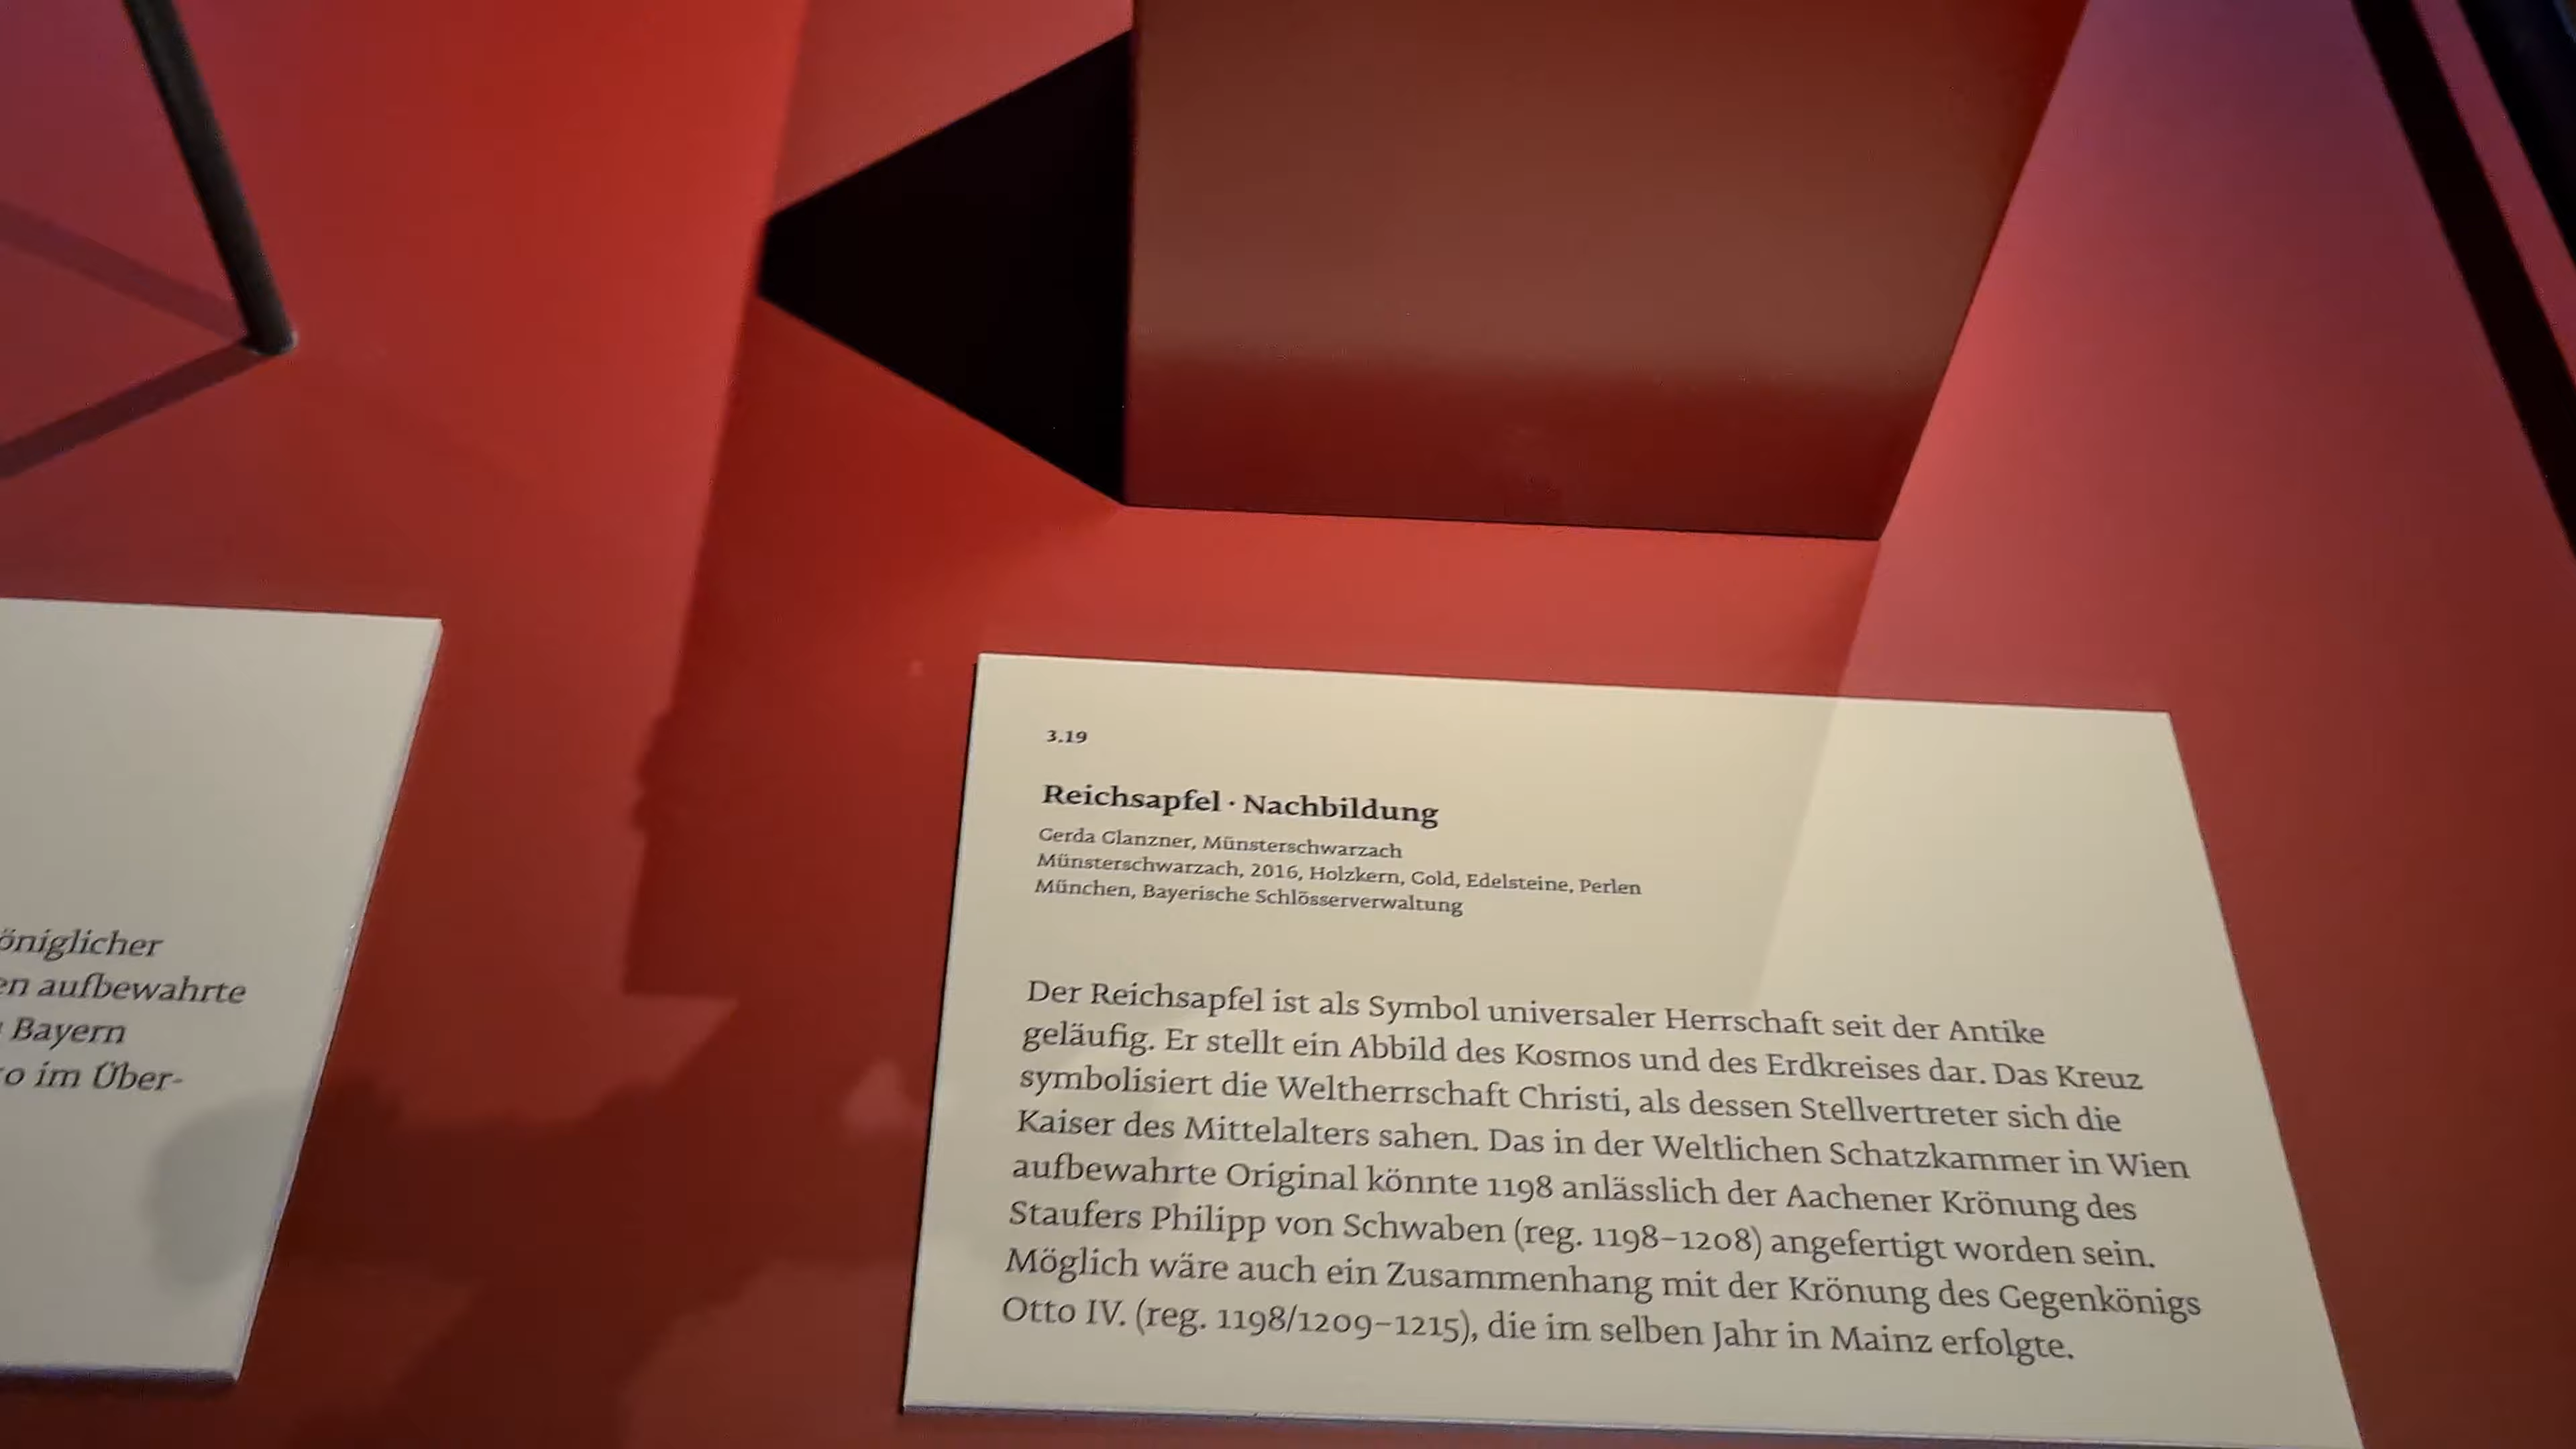 öniglicher
en aufbewahrte
Bayern
o im Über-
3.19
Reichsapfel · Nachbildung
Gerda Glanzner, Münsterschwarzach
Münsterschwarzach, 2016, Holzkern, Gold, Edelsteine, Perlen
München, Bayerische Schlösserverwaltung
Der Reichsapfel ist als Symbol universaler Herrschaft seit der Antike
geläufig. Er stellt ein Abbild des Kosmos und des Erdkreises dar. Das Kreuz
symbolisiert die Weltherrschaft Christi, als dessen Stellvertreter sich die
Kaiser des Mittelalters sahen. Das in der Weltlichen Schatzkammer in Wien
aufbewahrte Original könnte 1198 anlässlich der Aachener Krönung des
Staufers Philipp von Schwaben (reg. 1198–1208) angefertigt worden sein.
Möglich wäre auch ein Zusammenhang mit der Krönung des Gegenkönigs
Otto IV. (reg. 1198/1209–1215), die im selben Jahr in Mainz erfolgte.